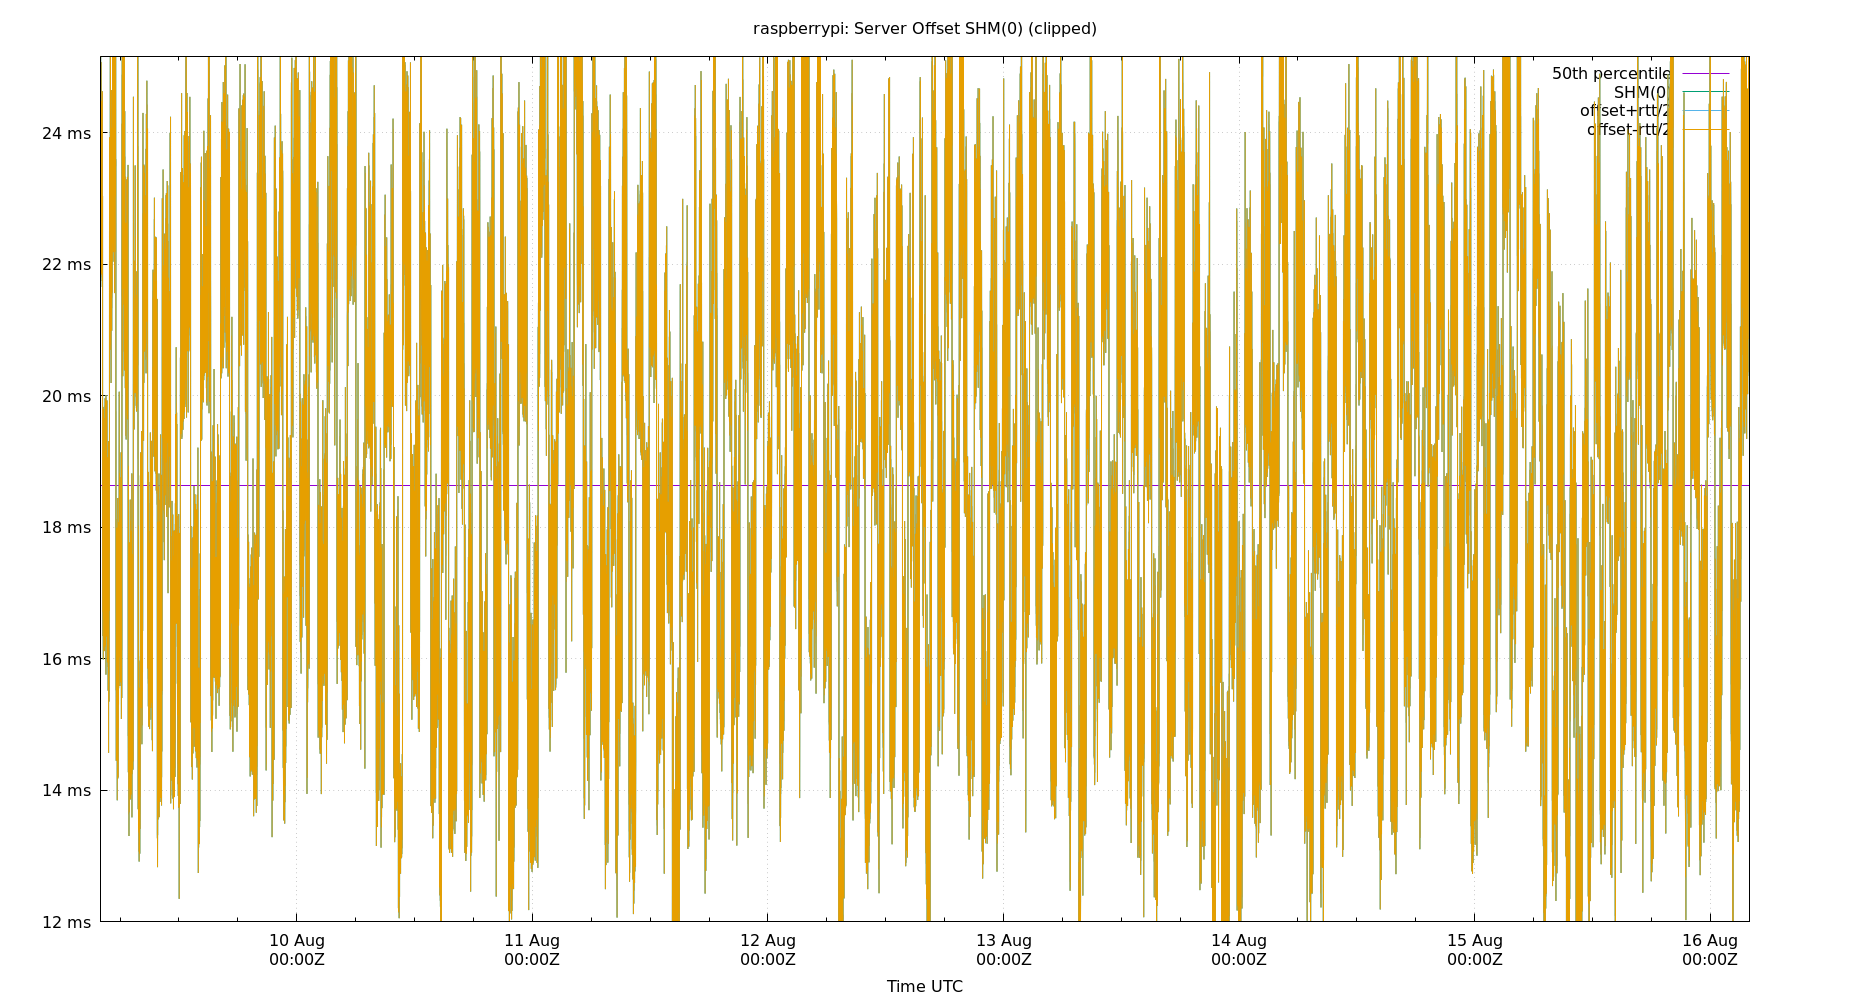 raspberrypi: Server Offset SHM(0) (clipped)
50th percentile
SHM(0)
offset+rtt/2
offset-rtt/2
24 ms
22 ms
20 ms
18 ms
16 ms
14 ms
12 ms
10 Aug 11 Aug 12 Aug 13 Aug 14 Aug 15 Aug 16 Aug
00:00Z 00:00Z 00:00Z 00:00Z 00:00Z 00:00Z 00:00Z
Time UTC